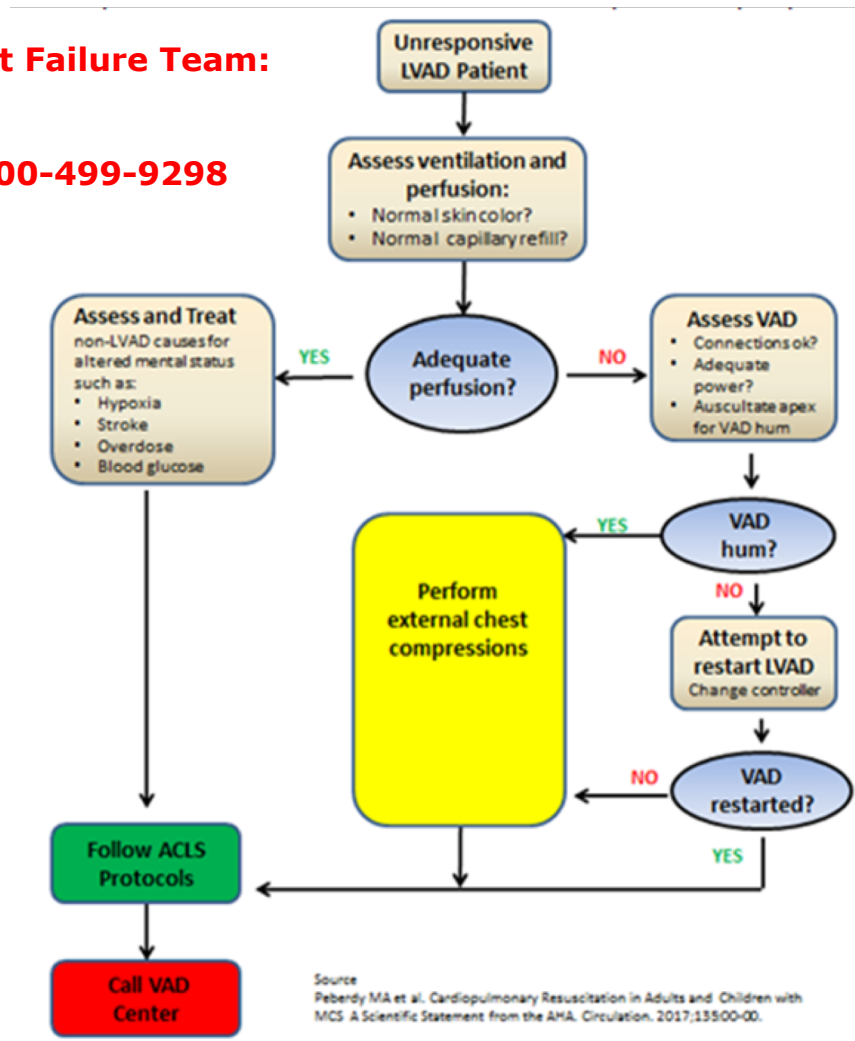 t Failure Team:
00-499-9298
Unresponsive
LVAD Patient
Assess ventilation and
perfusion:
• Normal skin color?
• Normal capillary refill?
Adequate
perfusion?
YES
NO
Assess and Treat
non-LVAD causes for
altered mental status
such as:
• Hypoxia
• Stroke
• Overdose
• Blood glucose
Assess VAD
• Connections ok?
• Adequate
power?
• Auscultate apex
for VAD hum
VAD
hum?
YES
NO
Perform
external chest
compressions
Attempt to
restart LVAD
Change controller
VAD
restarted?
NO
YES
Follow ACLS
Protocols
Call VAD
Center
Source
Peberdy MA et al. Cardiopulmonary Resuscitation in Adults and Children with
MCS A Scientific Statement from the AHA. Circulation. 2017;135:00-00.